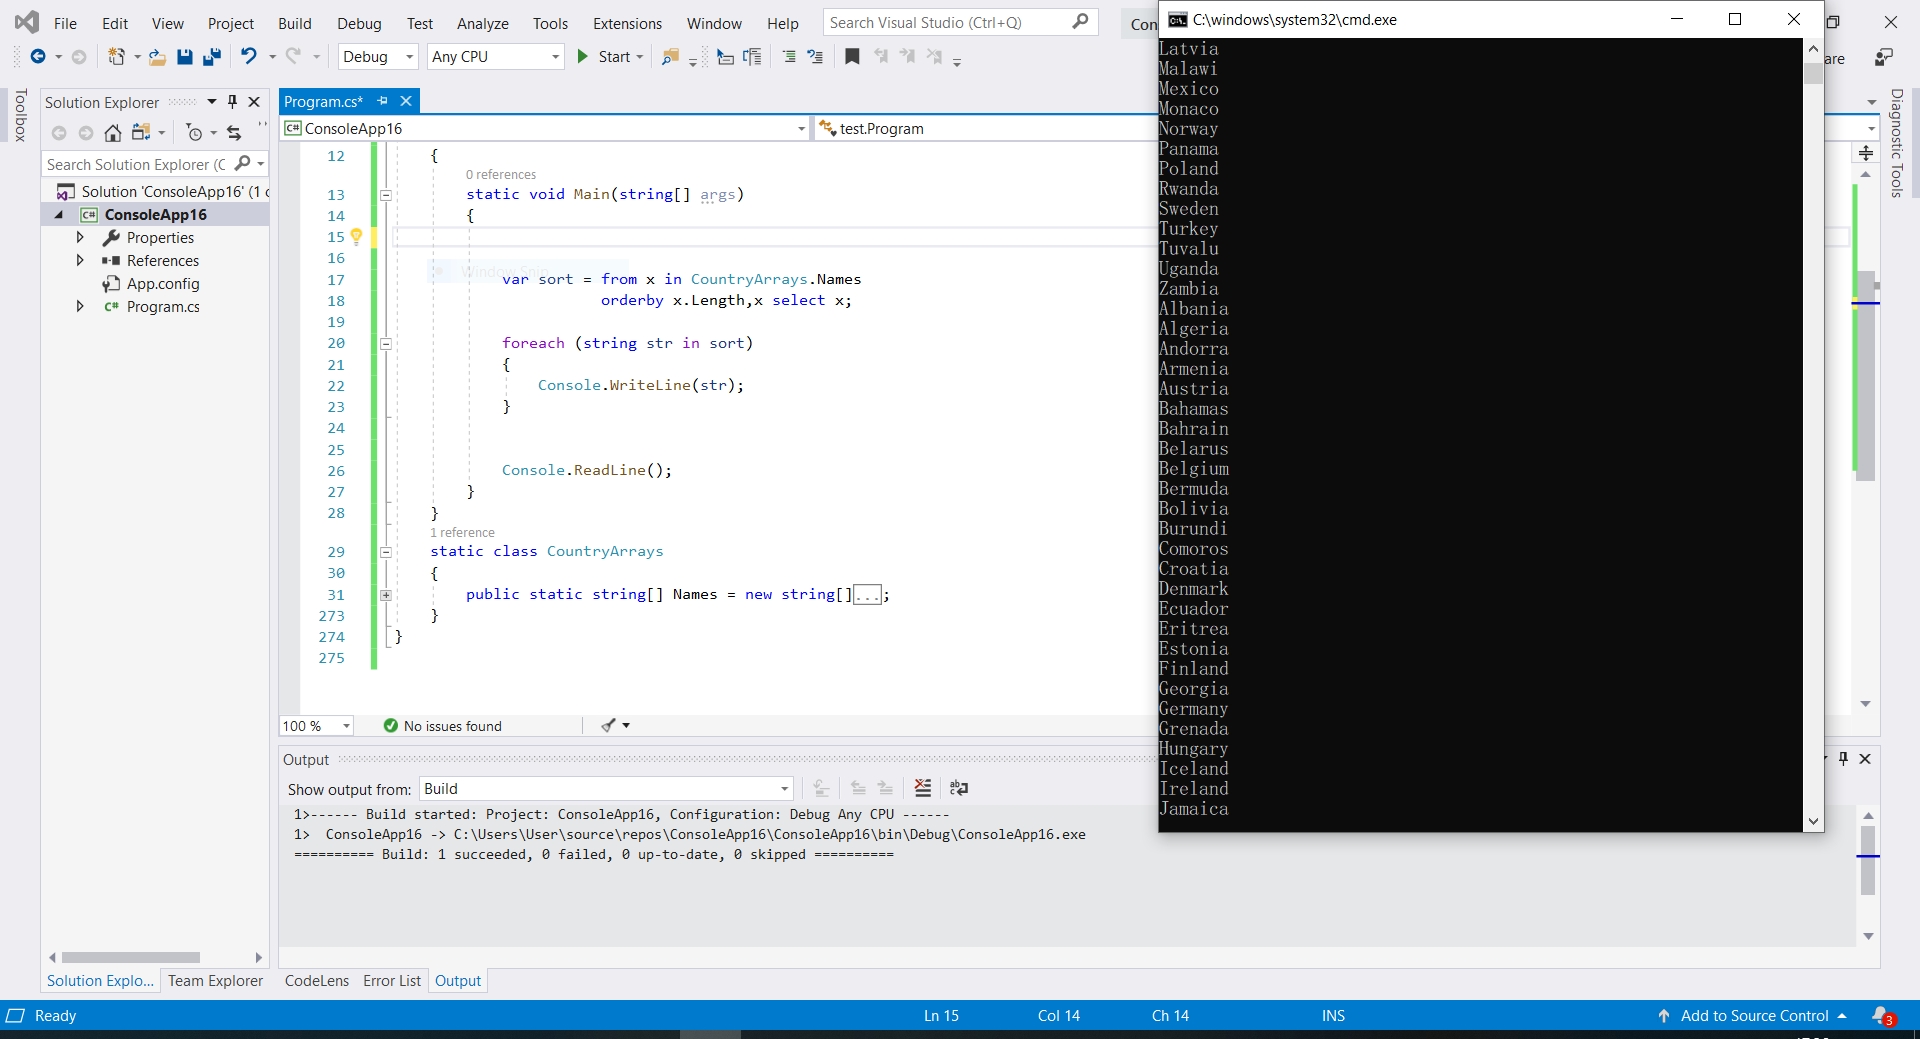 File Edit View Project Build Debug Test Analyze Tools Extensions Window Help Search Visual Studio (Ctrl+Q) Con
Debug Any CPU Start
are
Toolbox
Solution Explorer
Search Solution Explorer (C
Solution 'ConsoleApp16' (1 c
C# ConsoleApp16
Properties
References
App.config
C# Program.cs
Solution Explo... Team Explorer
Program.cs*
C# ConsoleApp16 test.Program
12 {
0 references
13 static void Main(string[] args)
14 {
15
16
Window Snip
17 var sort = from x in CountryArrays.Names
18 orderby x.Length,x select x;
19
20 foreach (string str in sort)
21 {
22 Console.WriteLine(str);
23 }
24
25
26 Console.ReadLine();
27 }
28 }
1 reference
29 static class CountryArrays
30 {
31 public static string[] Names = new string[]...;
273 }
274 }
275
100 % No issues found
Output
Show output from: Build
1>------ Build started: Project: ConsoleApp16, Configuration: Debug Any CPU ------
1> ConsoleApp16 -> C:\Users\User\source\repos\ConsoleApp16\ConsoleApp16\bin\Debug\ConsoleApp16.exe
========== Build: 1 succeeded, 0 failed, 0 up-to-date, 0 skipped ==========
CodeLens Error List Output
C:\windows\system32\cmd.exe
Latvia
Malawi
Mexico
Monaco
Norway
Panama
Poland
Rwanda
Sweden
Turkey
Tuvalu
Uganda
Zambia
Albania
Algeria
Andorra
Armenia
Austria
Bahamas
Bahrain
Belarus
Belgium
Bermuda
Bolivia
Burundi
Comoros
Croatia
Denmark
Ecuador
Eritrea
Estonia
Finland
Georgia
Germany
Grenada
Hungary
Iceland
Ireland
Jamaica
Diagnostic Tools
Ready Ln 15 Col 14 Ch 14 INS Add to Source Control 3